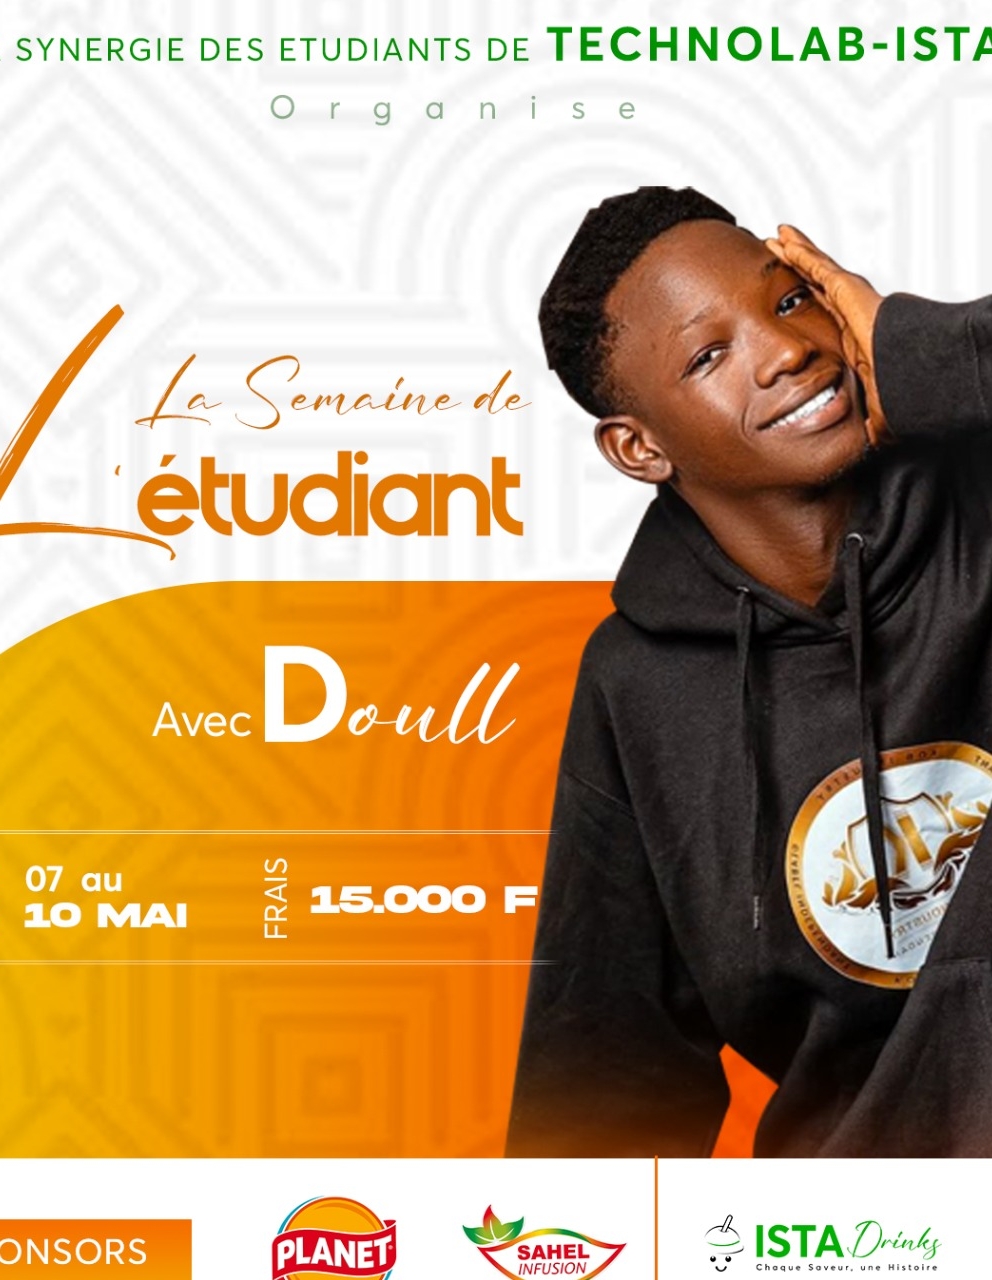 SYNERGIE DES ETUDIANTS DE TECHNOLAB-ISTA
Organise
La Semaine de
L'étudiant
Avec Doull
07 au
10 MAI
FRAIS
15.000 F
ONSORS
PLANET
SAHEL
INFUSION
ISTA Drinks
Chaque Saveur, une Histoire